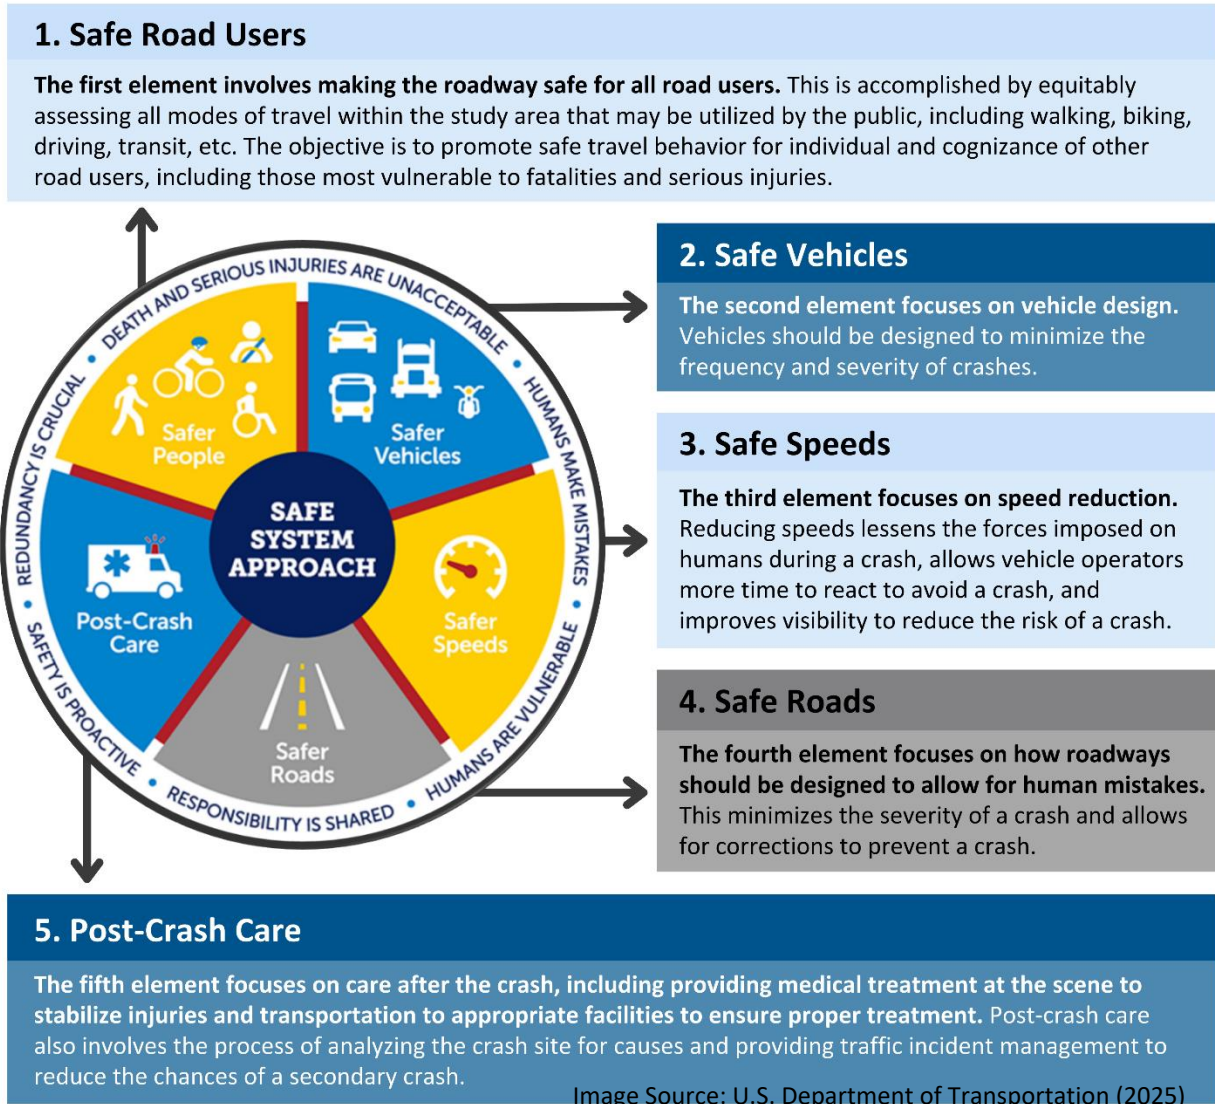 1. Safe Road Users
The first element involves making the roadway safe for all road users. This is accomplished by equitably
assessing all modes of travel within the study area that may be utilized by the public, including walking, biking,
driving, transit, etc. The objective is to promote safe travel behavior for individual and cognizance of other
road users, including those most vulnerable to fatalities and serious injuries.
DEATH AND SERIOUS INJURIES ARE UNACCEPTABLE •
HUMANS MAKE MISTAKES •
HUMANS ARE VULNERABLE •
RESPONSIBILITY IS SHARED •
SAFETY IS PROACTIVE •
REDUNDANCY IS CRUCIAL •
Safer
People
Safer
Vehicles
SAFE
SYSTEM
APPROACH
Post-Crash
Care
Safer
Speeds
Safer
Roads
2. Safe Vehicles
The second element focuses on vehicle design.
Vehicles should be designed to minimize the
frequency and severity of crashes.
3. Safe Speeds
The third element focuses on speed reduction.
Reducing speeds lessens the forces imposed on
humans during a crash, allows vehicle operators
more time to react to avoid a crash, and
improves visibility to reduce the risk of a crash.
4. Safe Roads
The fourth element focuses on how roadways
should be designed to allow for human mistakes.
This minimizes the severity of a crash and allows
for corrections to prevent a crash.
5. Post-Crash Care
The fifth element focuses on care after the crash, including providing medical treatment at the scene to
stabilize injuries and transportation to appropriate facilities to ensure proper treatment. Post-crash care
also involves the process of analyzing the crash site for causes and providing traffic incident management to
reduce the chances of a secondary crash.
Image Source: U.S. Department of Transportation (2025)